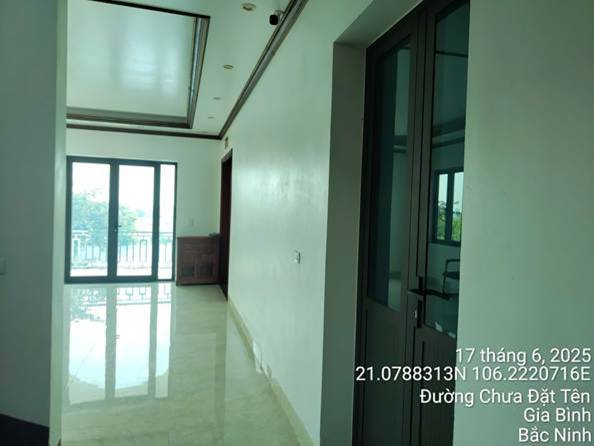 17 tháng 6, 2025
21.0788313N 106.2220716E
Đường Chưa Đặt Tên
Gia Bình
Bắc Ninh